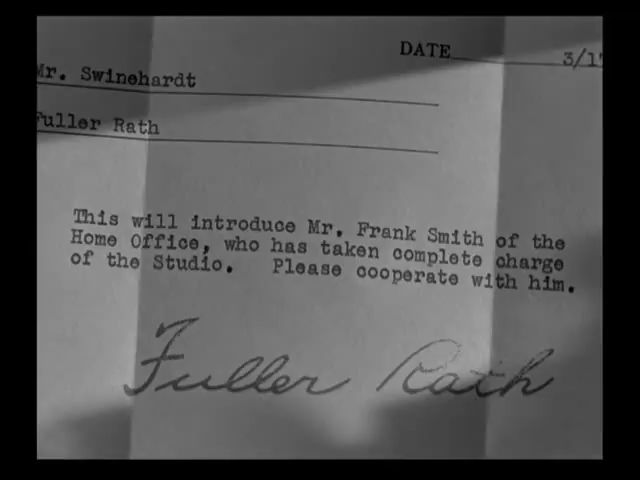 DATE 3/1
Mr. Swinehardt
Fuller Rath
This will introduce Mr. Frank Smith of the
Home Office, who has taken complete charge
of the Studio. Please cooperate with him.
Fuller Rath